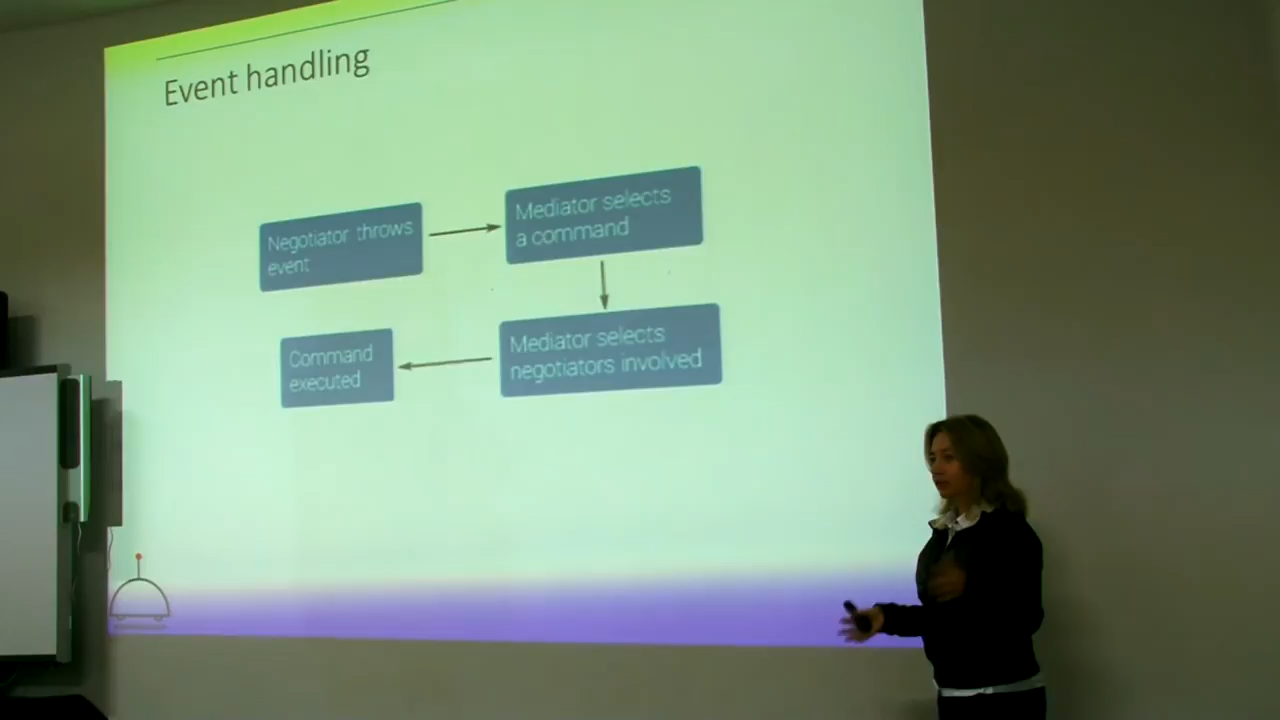 Event handling
Negotiator throws
event
Mediator selects
a command
Mediator selects
negotiators involved
Command
executed